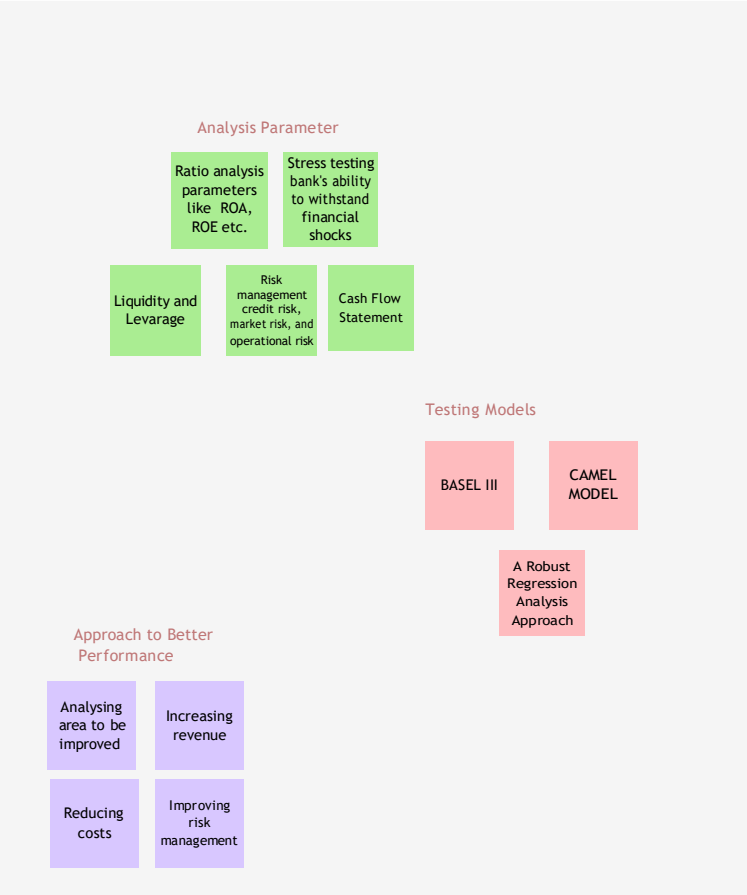 Analysis Parameter
Ratio analysis
parameters
like ROA,
ROE etc.
Stress testing
bank's ability
to withstand
financial
shocks
Liquidity and
Levarage
Risk
management
credit risk,
market risk, and
operational risk
Cash Flow
Statement
Testing Models
BASEL III
CAMEL
MODEL
A Robust
Regression
Analysis
Approach
Approach to Better
Performance
Analysing
area to be
improved
Increasing
revenue
Reducing
costs
Improving
risk
management